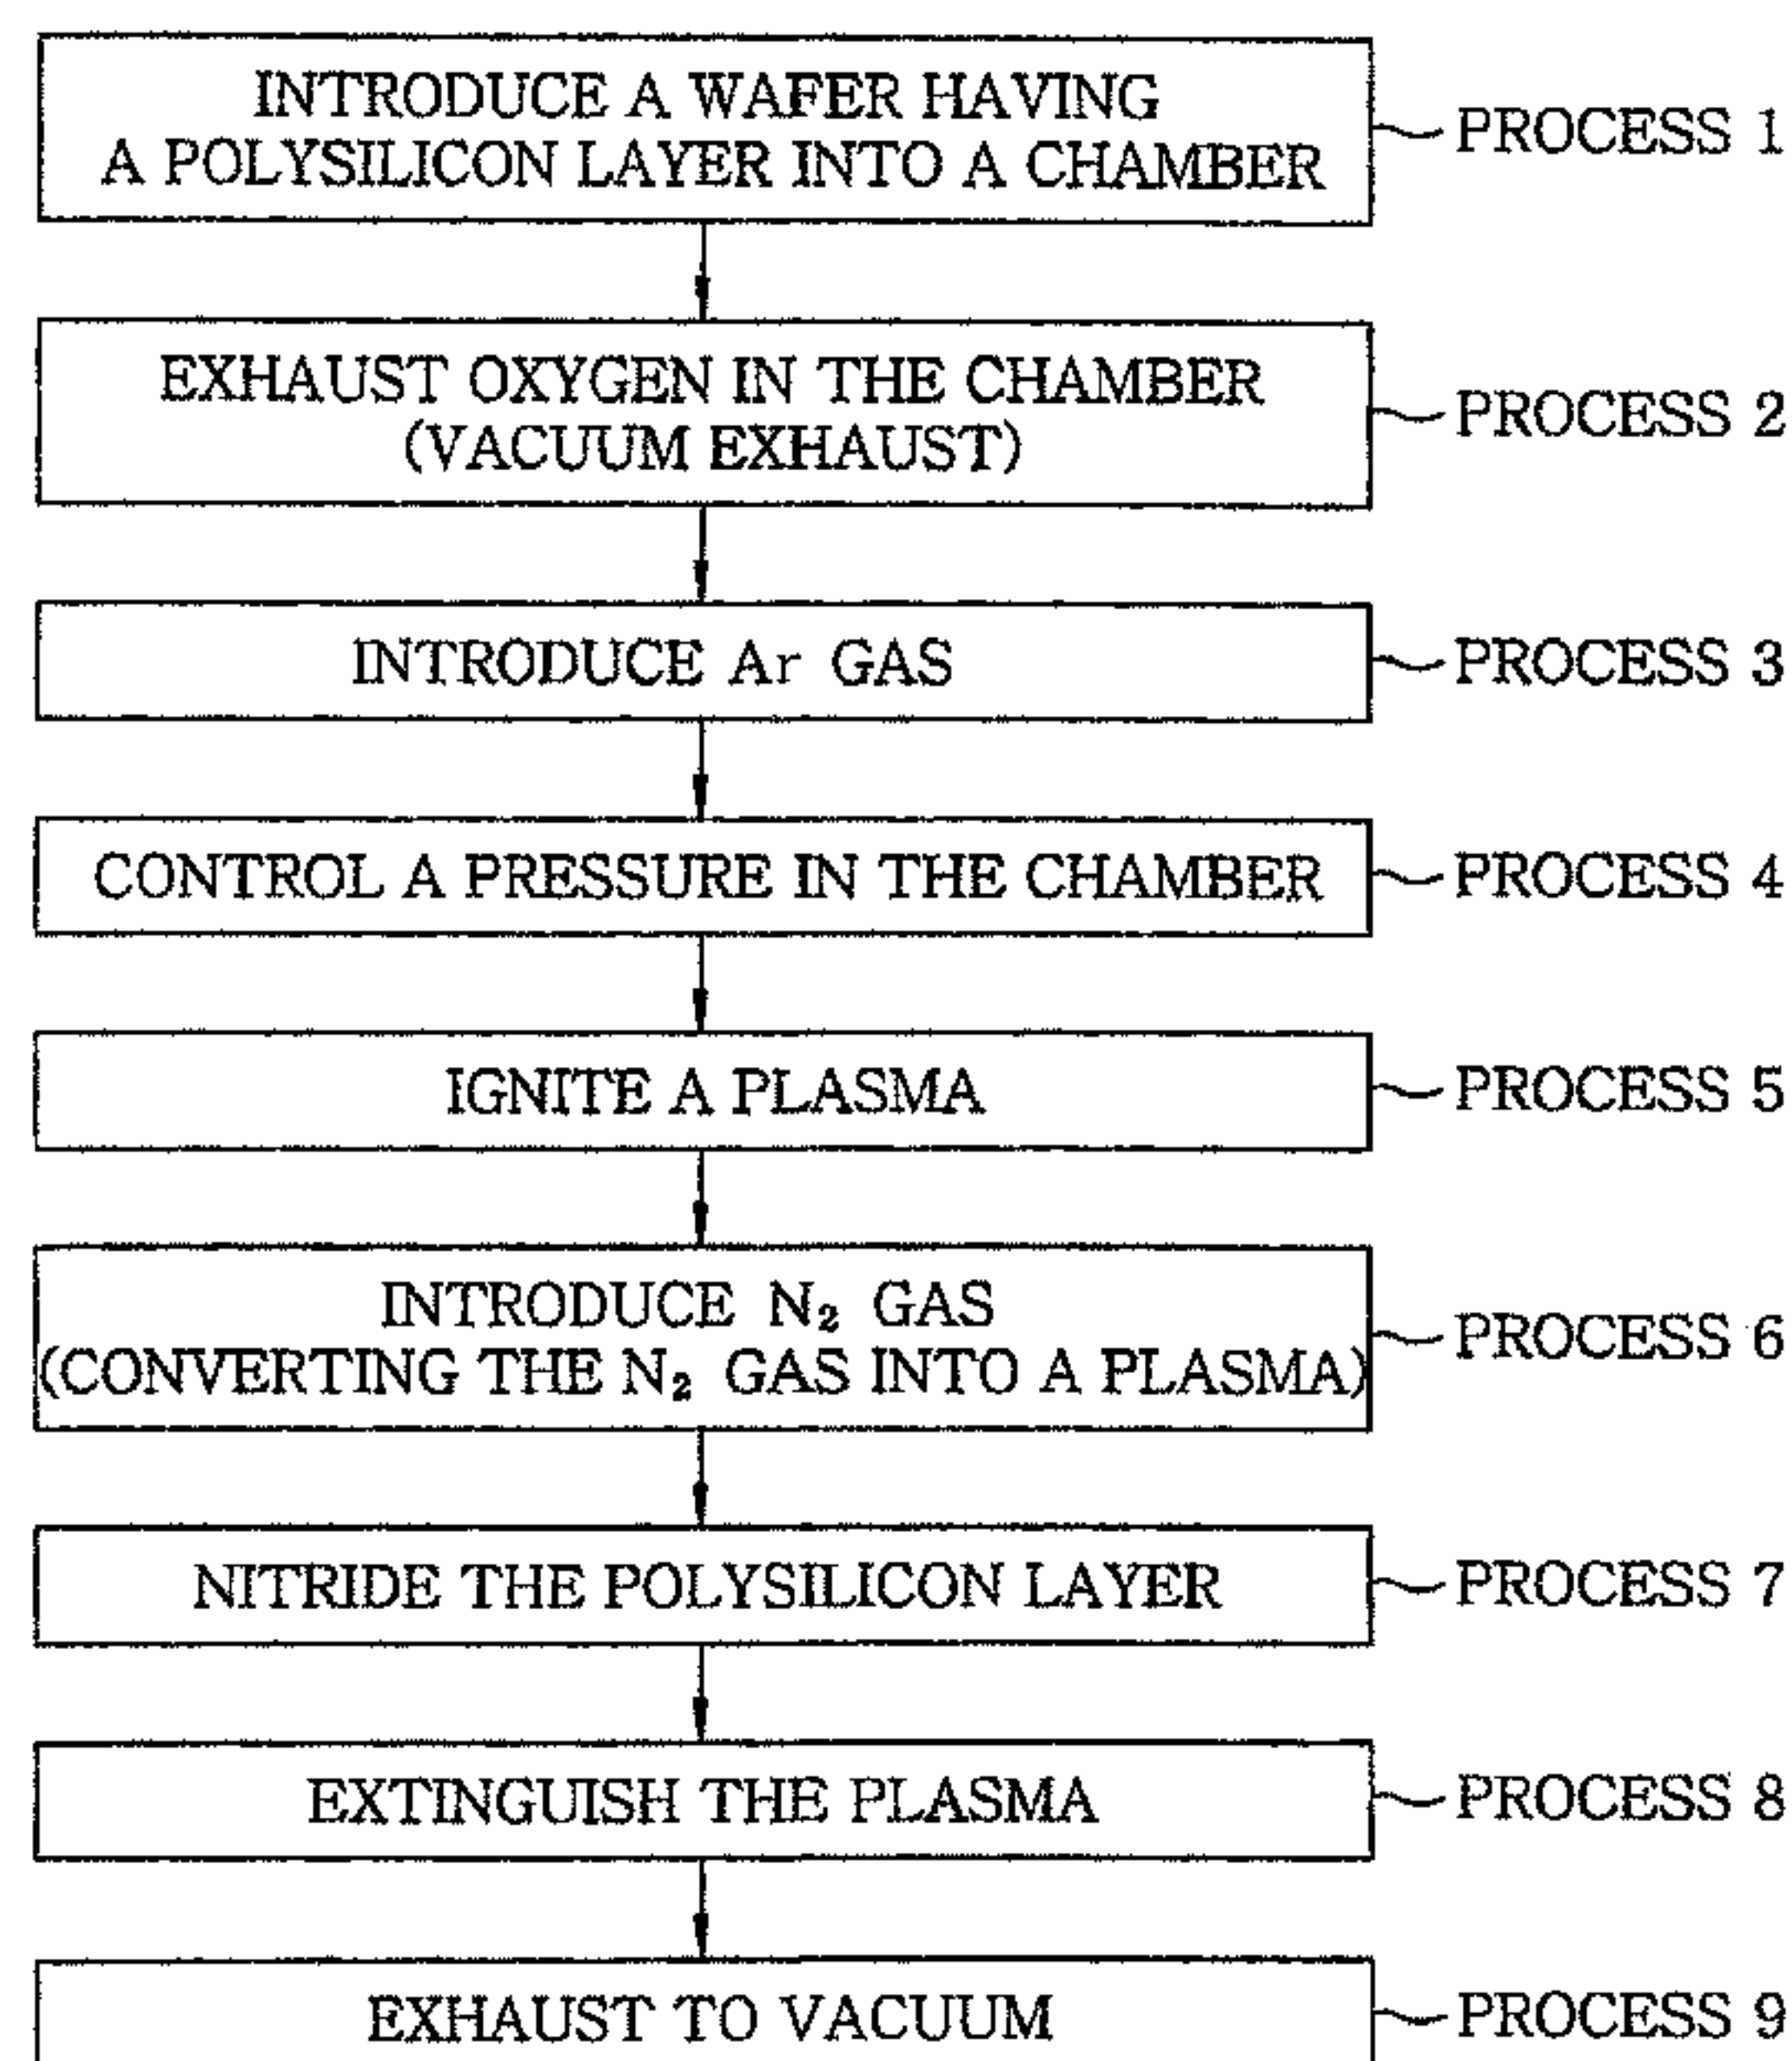 INTRODUCE A WAFER HAVING
A POLYSILICON LAYER INTO A CHAMBER
PROCESS 1
EXHAUST OXYGEN IN THE CHAMBER
(VACUUM EXHAUST)
PROCESS 2
INTRODUCE Ar GAS
PROCESS 3
CONTROL A PRESSURE IN THE CHAMBER
PROCESS 4
IGNITE A PLASMA
PROCESS 5
INTRODUCE N₂ GAS
(CONVERTING THE N₂ GAS INTO A PLASMA)
PROCESS 6
NITRIDE THE POLYSILICON LAYER
PROCESS 7
EXTINGUISH THE PLASMA
PROCESS 8
EXHAUST TO VACUUM
PROCESS 9